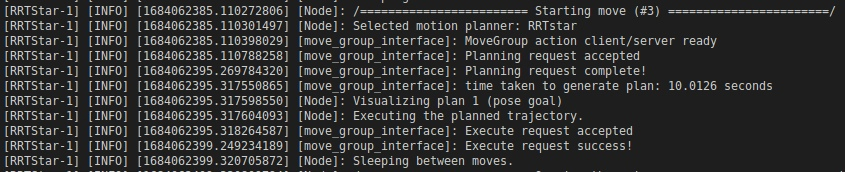 [RRTStar-1] [INFO] [1684062385.110272806] [Node]: /======================== Starting move (#3) ========================/
[RRTStar-1] [INFO] [1684062385.110301497] [Node]: Selected motion planner: RRTstar
[RRTStar-1] [INFO] [1684062385.110398029] [move_group_interface]: MoveGroup action client/server ready
[RRTStar-1] [INFO] [1684062385.110788258] [move_group_interface]: Planning request accepted
[RRTStar-1] [INFO] [1684062395.269784320] [move_group_interface]: Planning request complete!
[RRTStar-1] [INFO] [1684062395.317550865] [move_group_interface]: time taken to generate plan: 10.0126 seconds
[RRTStar-1] [INFO] [1684062395.317598550] [Node]: Visualizing plan 1 (pose goal)
[RRTStar-1] [INFO] [1684062395.317604093] [Node]: Executing the planned trajectory.
[RRTStar-1] [INFO] [1684062395.318264587] [move_group_interface]: Execute request accepted
[RRTStar-1] [INFO] [1684062399.249234189] [move_group_interface]: Execute request success!
[RRTStar-1] [INFO] [1684062399.320705872] [Node]: Sleeping between moves.